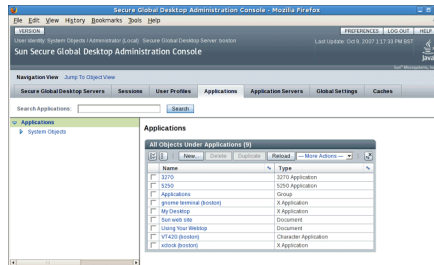 Secure Global Desktop Administration Console - Mozilla Firefox
File Edit View History Bookmarks Tools Help
VERSION PREFERENCES LOG OUT HELP
User Identity: System Objects / Administrator (Local) Secure Global Desktop Server: boston Last Update: Oct 9, 2007 1:17:33 PM BST
Sun Secure Global Desktop Administration Console
Java
Navigation View Jump To Object View
Secure Global Desktop Servers Sessions User Profiles Applications Application Servers Global Settings Caches
Search Applications: Search
Applications
System Objects
Applications
All Objects Under Applications (9)
New... Delete Duplicate Reload — More Actions —
Name Type
3270 3270 Application
5250 5250 Application
Applications Group
gnome terminal (boston) X Application
My Desktop X Application
Sun web site Document
Using Your Webtop Document
VT420 (boston) Character Application
xclock (boston) X Application